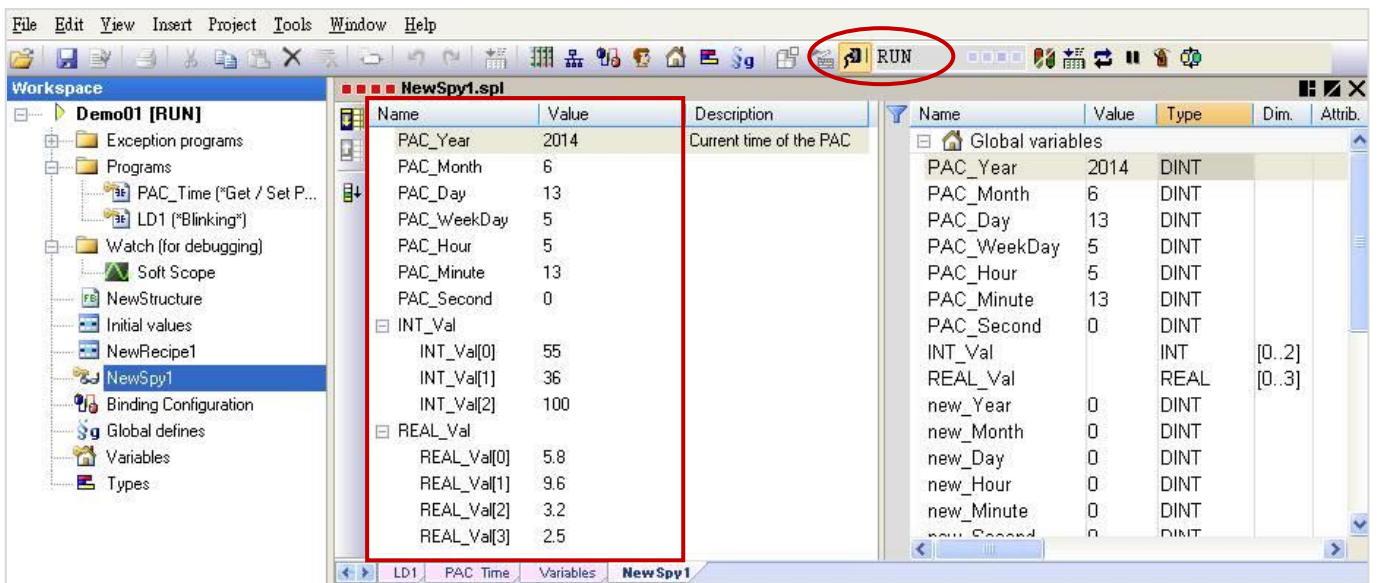 File Edit View Insert Project Tools Window Help
RUN
Workspace
NewSpy1.spl
Demo01 [RUN]
Exception programs
Programs
PAC_Time (*Get / Set P...
LD1 (*Blinking*)
Watch (for debugging)
Soft Scope
NewStructure
Initial values
NewRecipe1
NewSpy1
Binding Configuration
Global defines
Variables
Types
Name Value Description
PAC_Year 2014 Current time of the PAC
PAC_Month 6
PAC_Day 13
PAC_WeekDay 5
PAC_Hour 5
PAC_Minute 13
PAC_Second 0
INT_Val
INT_Val[0] 55
INT_Val[1] 36
INT_Val[2] 100
REAL_Val
REAL_Val[0] 5.8
REAL_Val[1] 9.6
REAL_Val[2] 3.2
REAL_Val[3] 2.5
Name Value Type Dim. Attrib.
Global variables
PAC_Year 2014 DINT
PAC_Month 6 DINT
PAC_Day 13 DINT
PAC_WeekDay 5 DINT
PAC_Hour 5 DINT
PAC_Minute 13 DINT
PAC_Second 0 DINT
INT_Val INT [0..2]
REAL_Val REAL [0..3]
new_Year 0 DINT
new_Month 0 DINT
new_Day 0 DINT
new_Hour 0 DINT
new_Minute 0 DINT
LD1 PAC_Time Variables NewSpy1